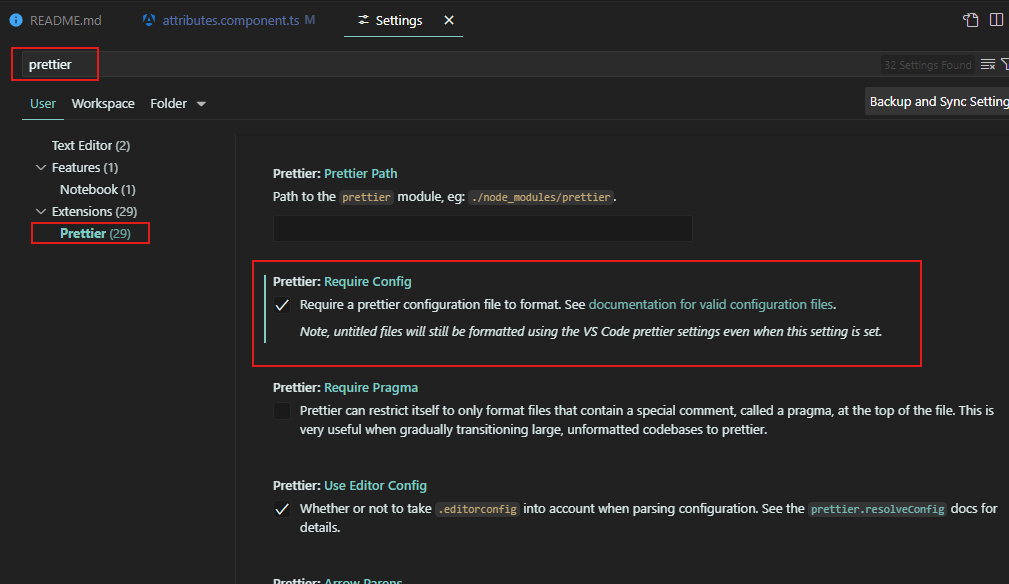 README.md
attributes.component.ts M
Settings
prettier
32 Settings Found
User Workspace Folder
Backup and Sync Setting
Text Editor (2)
Features (1)
Notebook (1)
Extensions (29)
Prettier (29)
Prettier: Prettier Path
Path to the prettier module, eg: ./node_modules/prettier.
Prettier: Require Config
Require a prettier configuration file to format. See documentation for valid configuration files.
Note, untitled files will still be formatted using the VS Code prettier settings even when this setting is set.
Prettier: Require Pragma
Prettier can restrict itself to only format files that contain a special comment, called a pragma, at the top of the file. This is
very useful when gradually transitioning large, unformatted codebases to prettier.
Prettier: Use Editor Config
Whether or not to take .editorconfig into account when parsing configuration. See the prettier.resolveConfig docs for
details.
Prettier: Arrow Parens